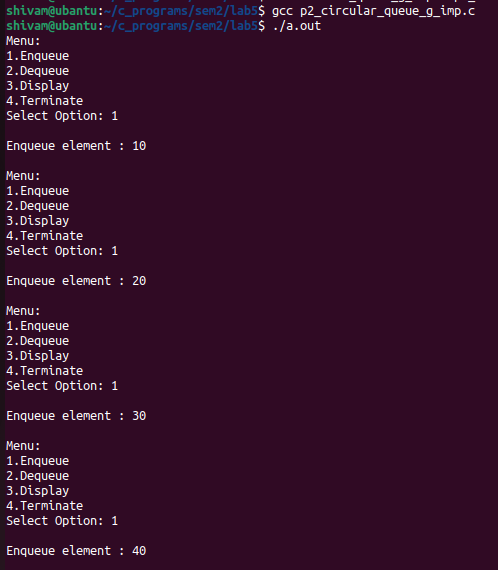 shivam@ubantu:~/c_programs/sem2/lab5$ gcc p2_circular_queue_g_imp.c
shivam@ubantu:~/c_programs/sem2/lab5$ ./a.out
Menu:
1.Enqueue
2.Dequeue
3.Display
4.Terminate
Select Option: 1
Enqueue element : 10
Menu:
1.Enqueue
2.Dequeue
3.Display
4.Terminate
Select Option: 1
Enqueue element : 20
Menu:
1.Enqueue
2.Dequeue
3.Display
4.Terminate
Select Option: 1
Enqueue element : 30
Menu:
1.Enqueue
2.Dequeue
3.Display
4.Terminate
Select Option: 1
Enqueue element : 40